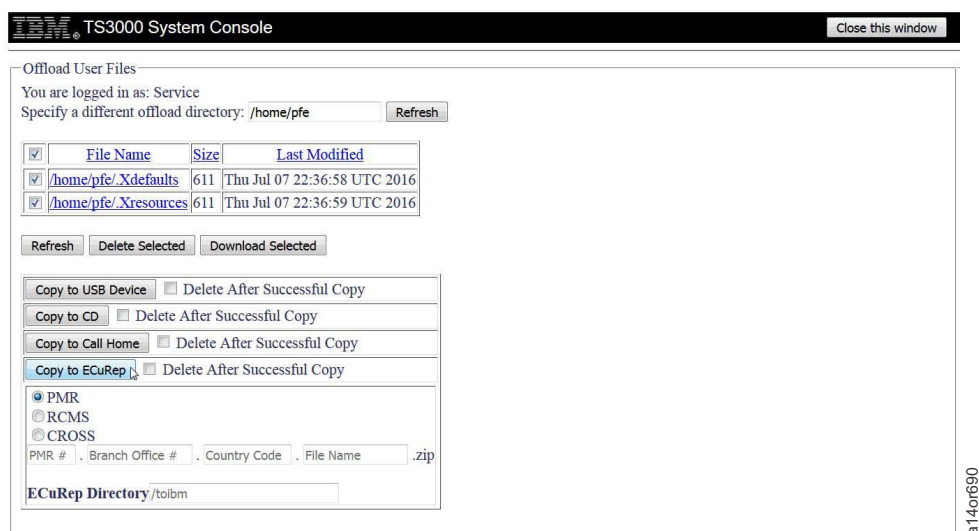 IBM® TS3000 System Console
Close this window
Offload User Files
You are logged in as: Service
Specify a different offload directory: /home/pfe Refresh
File Name Size Last Modified
/home/pfe/.Xdefaults 611 Thu Jul 07 22:36:58 UTC 2016
/home/pfe/.Xresources 611 Thu Jul 07 22:36:59 UTC 2016
Refresh Delete Selected Download Selected
Copy to USB Device Delete After Successful Copy
Copy to CD Delete After Successful Copy
Copy to Call Home Delete After Successful Copy
Copy to ECuRep Delete After Successful Copy
PMR
RCMS
CROSS
PMR # . Branch Office # . Country Code . File Name .zip
ECuRep Directory /toibm
a14or690